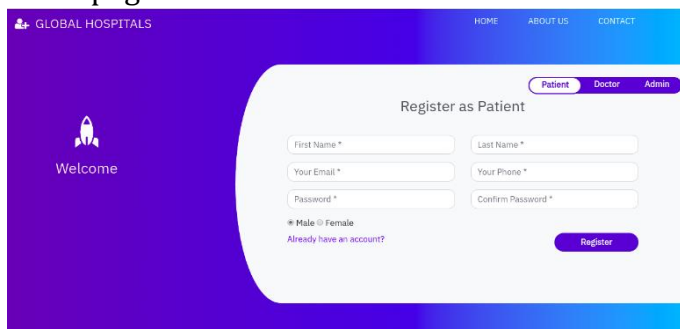 GLOBAL HOSPITALS
HOME ABOUT US CONTACT
Patient Doctor Admin
Register as Patient
First Name * Last Name *
Your Email * Your Phone *
Password * Confirm Password *
Male Female
Already have an account?
Register
Welcome